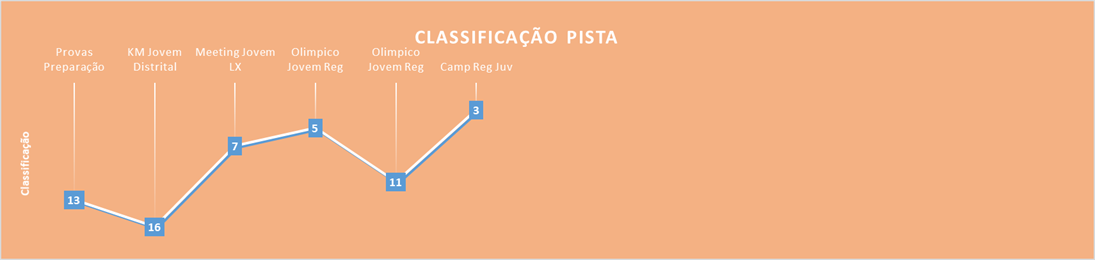 CLASSIFICAÇÃO PISTA
Provas
Preparação
KM Jovem
Distrital
Meeting Jovem
LX
Olimpico
Jovem Reg
Olimpico
Jovem Reg
Camp Reg Juv
Classificação
13
16
7
5
11
3